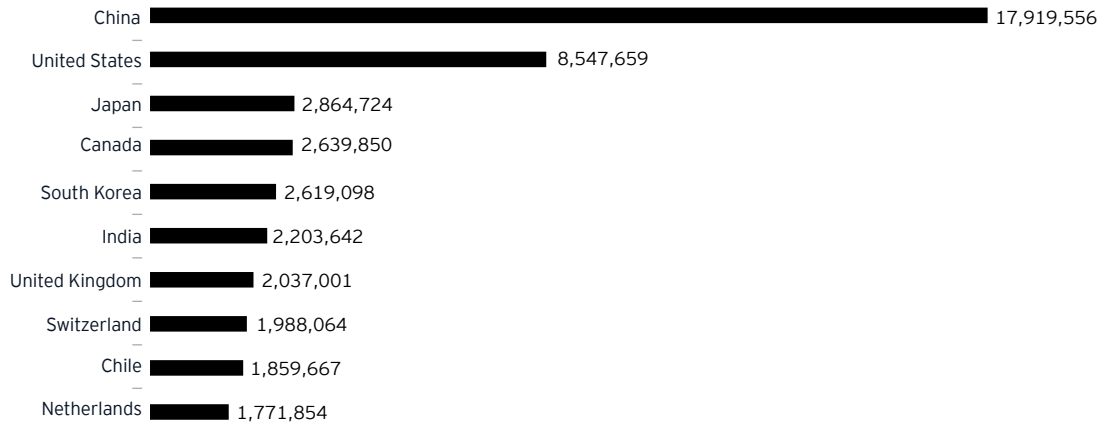 China 17,919,556
United States 8,547,659
Japan 2,864,724
Canada 2,639,850
South Korea 2,619,098
India 2,203,642
United Kingdom 2,037,001
Switzerland 1,988,064
Chile 1,859,667
Netherlands 1,771,854